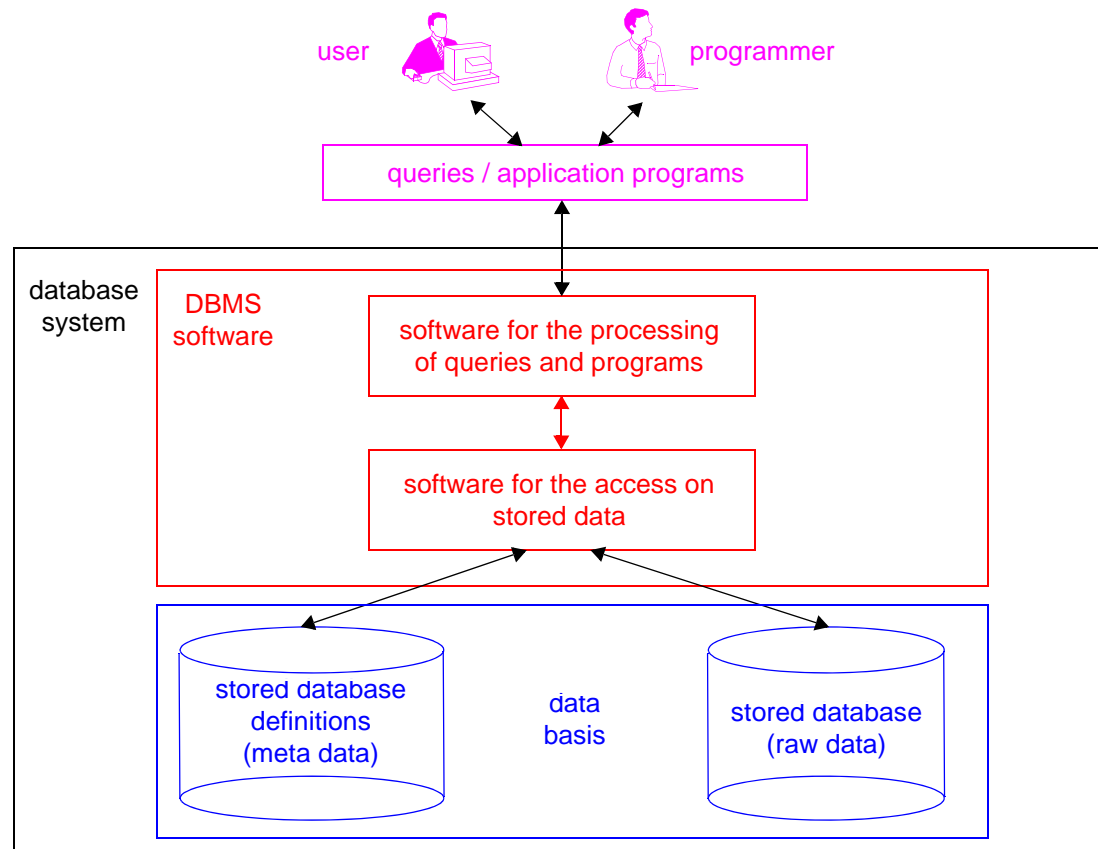 user
programmer
queries / application programs
database
system
DBMS
software
software for the processing
of queries and programs
software for the access on
stored data
stored database
definitions
(meta data)
data
basis
stored database
(raw data)